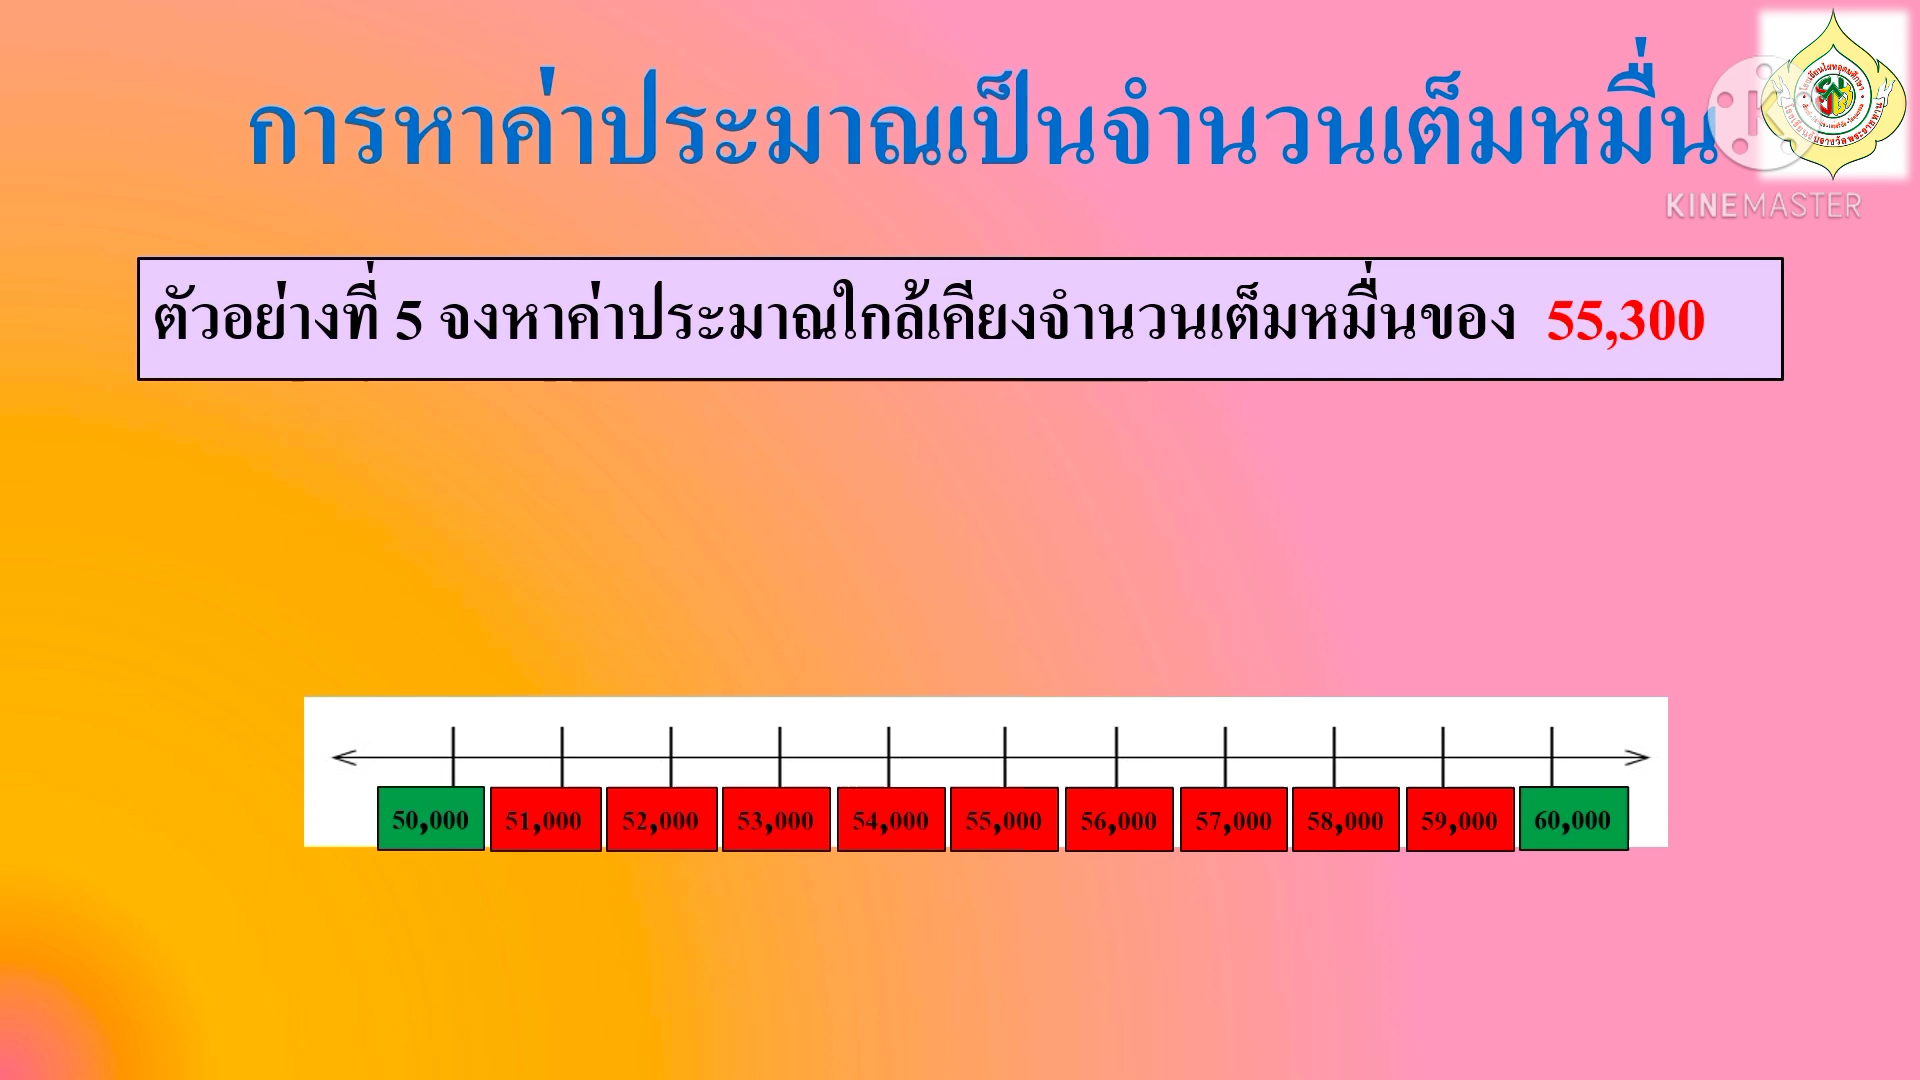 การหาค่าประมาณเป็นจำนวนเต็มหมื่น
KINEMASTER
ตัวอย่างที่ 5 จงหาค่าประมาณใกล้เคียงจำนวนเต็มหมื่นของ 55,300
50,000 51,000 52,000 53,000 54,000 55,000 56,000 57,000 58,000 59,000 60,000